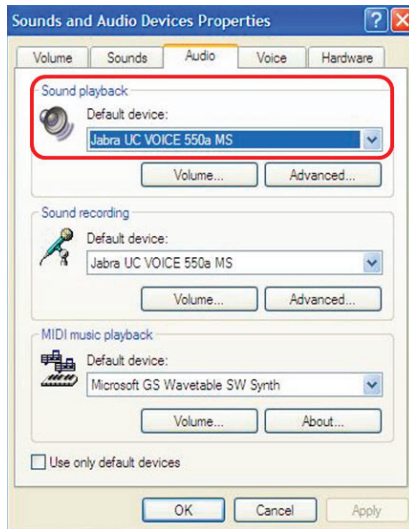 Sounds and Audio Devices Properties
Volume Sounds Audio Voice Hardware
Sound playback
Default device:
Jabra UC VOICE 550a MS
Volume... Advanced...
Sound recording
Default device:
Jabra UC VOICE 550a MS
Volume... Advanced...
MIDI music playback
Default device:
Microsoft GS Wavetable SW Synth
Volume... About...
Use only default devices
OK Cancel Apply